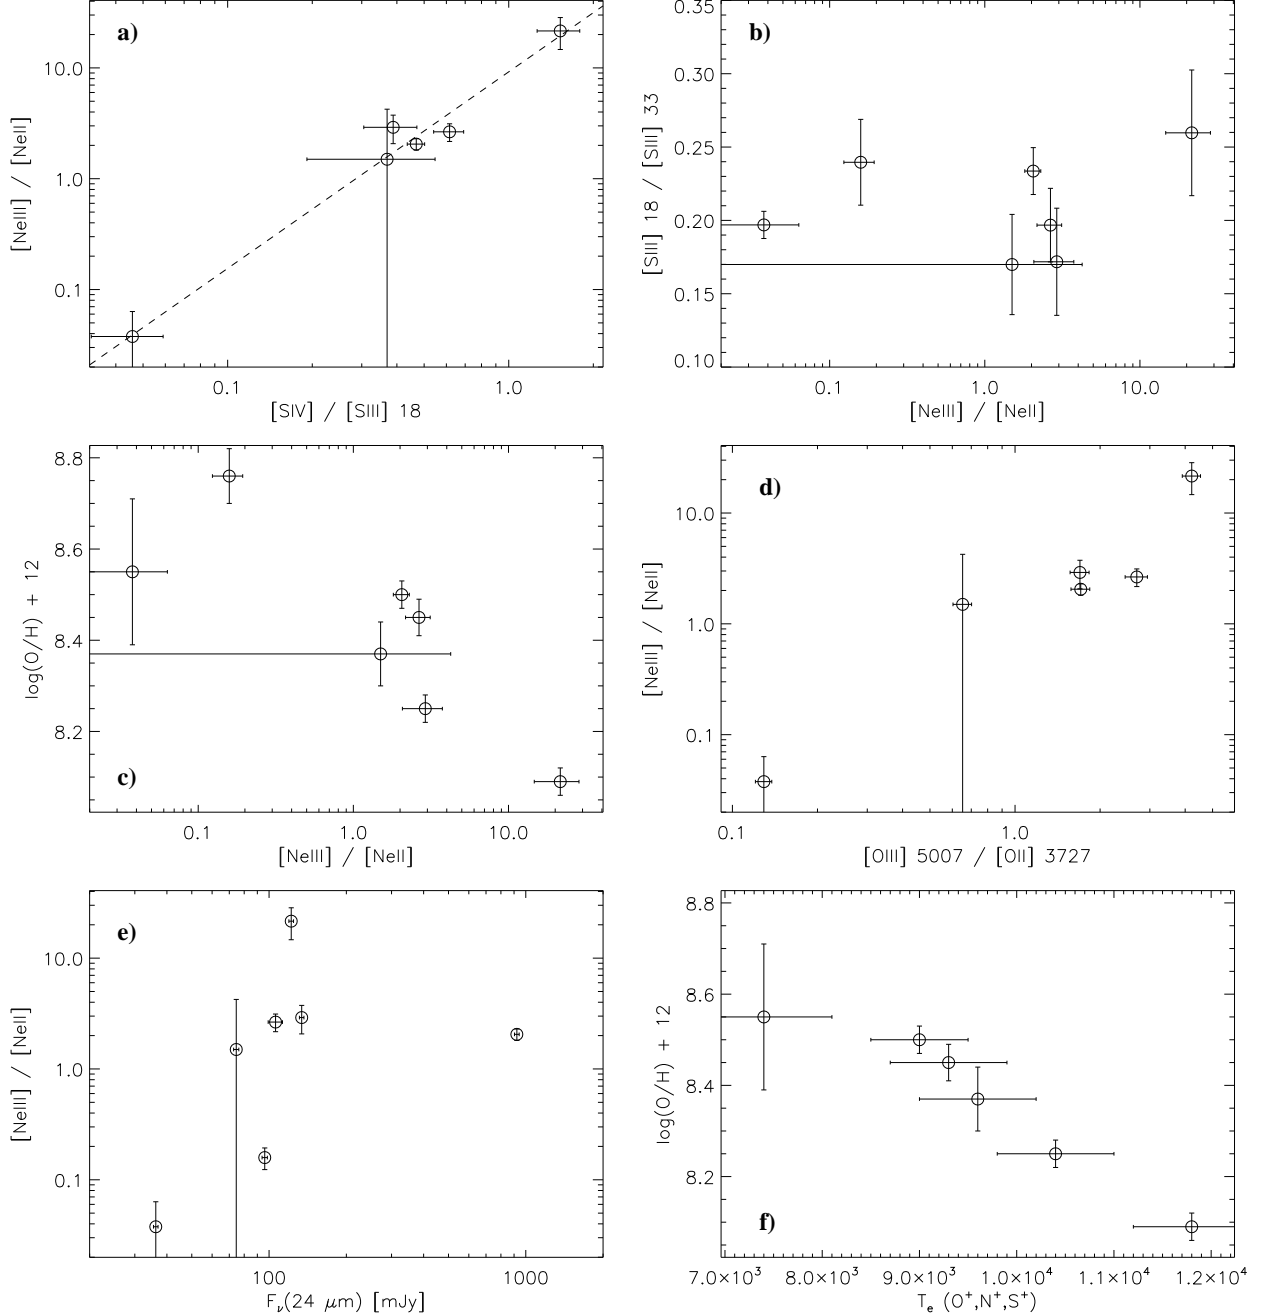 a)
10.0
1.0
0.1
[NeIII] / [NeII]
0.1 1.0
[SIV] / [SIII] 18
b)
0.35
0.30
0.25
0.20
0.15
0.10
[SIII] 18 / [SIII] 33
0.1 1.0 10.0
[NeIII] / [NeII]
c)
8.8
8.6
8.4
8.2
log(O/H) + 12
0.1 1.0 10.0
[NeIII] / [NeII]
d)
10.0
1.0
0.1
[NeIII] / [NeII]
0.1 1.0
[OIII] 5007 / [OII] 3727
e)
10.0
1.0
0.1
[NeIII] / [NeII]
100 1000
Fν(24 μm) [mJy]
f)
8.8
8.6
8.4
8.2
log(O/H) + 12
7.0×10³ 8.0×10³ 9.0×10³ 1.0×10⁴ 1.1×10⁴ 1.2×10⁴
Tₑ (O⁺,N⁺,S⁺)